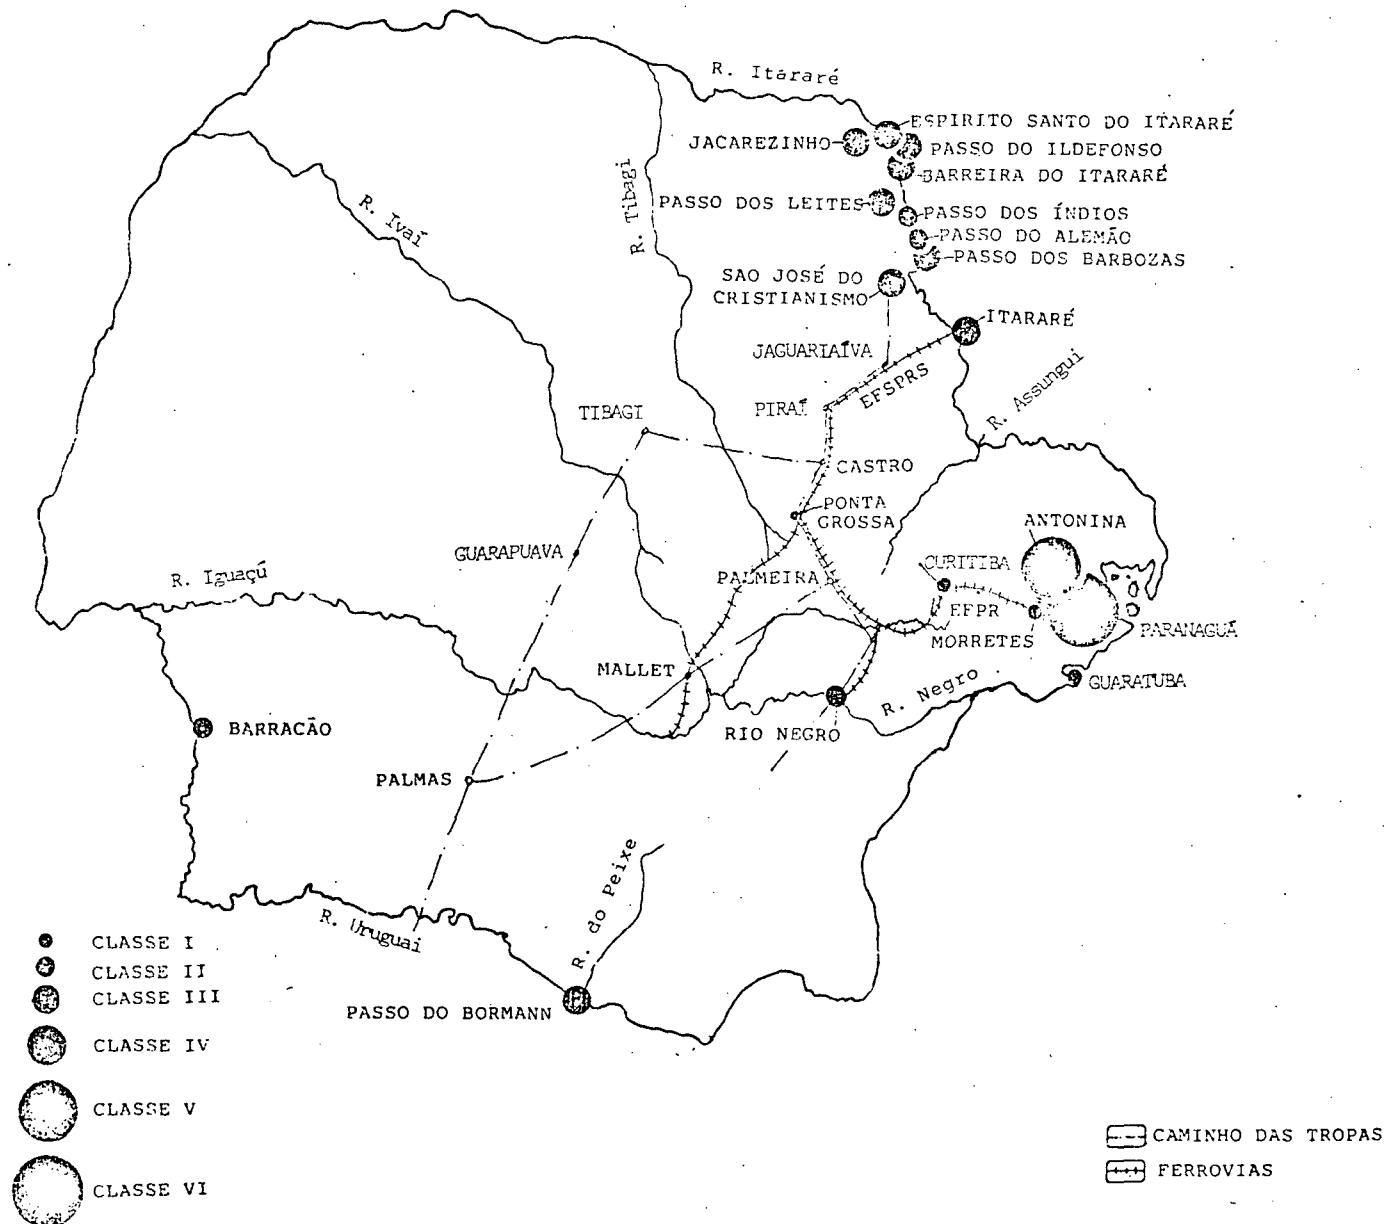 R. Itararé
ESPIRITO SANTO DO ITARARÉ
JACAREZINHO
PASSO DO ILDEFONSO
BARREIRA DO ITARARÉ
R. Tibagi
PASSO DOS LEITES
PASSO DOS ÍNDIOS
R. Ivaí
PASSO DO ALEMÃO
PASSO DOS BARBOZAS
SAO JOSÉ DO
CRISTIANISMO
ITARARÉ
JAGUARIAÍVA
EFSPRS
R. Assungui
PIRAÍ
TIBAGI
CASTRO
PONTA
GROSSA
ANTONINA
GUARAPUAVA
CURITIBA
R. Iguaçú
PALMEIRA
EFPR
MORRETES
PARANAGUÁ
MALLET
GUARATUBA
R. Negro
BARRACÃO
RIO NEGRO
PALMAS
R. do Peixe
R. Uruguai
PASSO DO BORMANN
CLASSE I
CLASSE II
CLASSE III
CLASSE IV
CLASSE V
CLASSE VI
CAMINHO DAS TROPAS
FERROVIAS